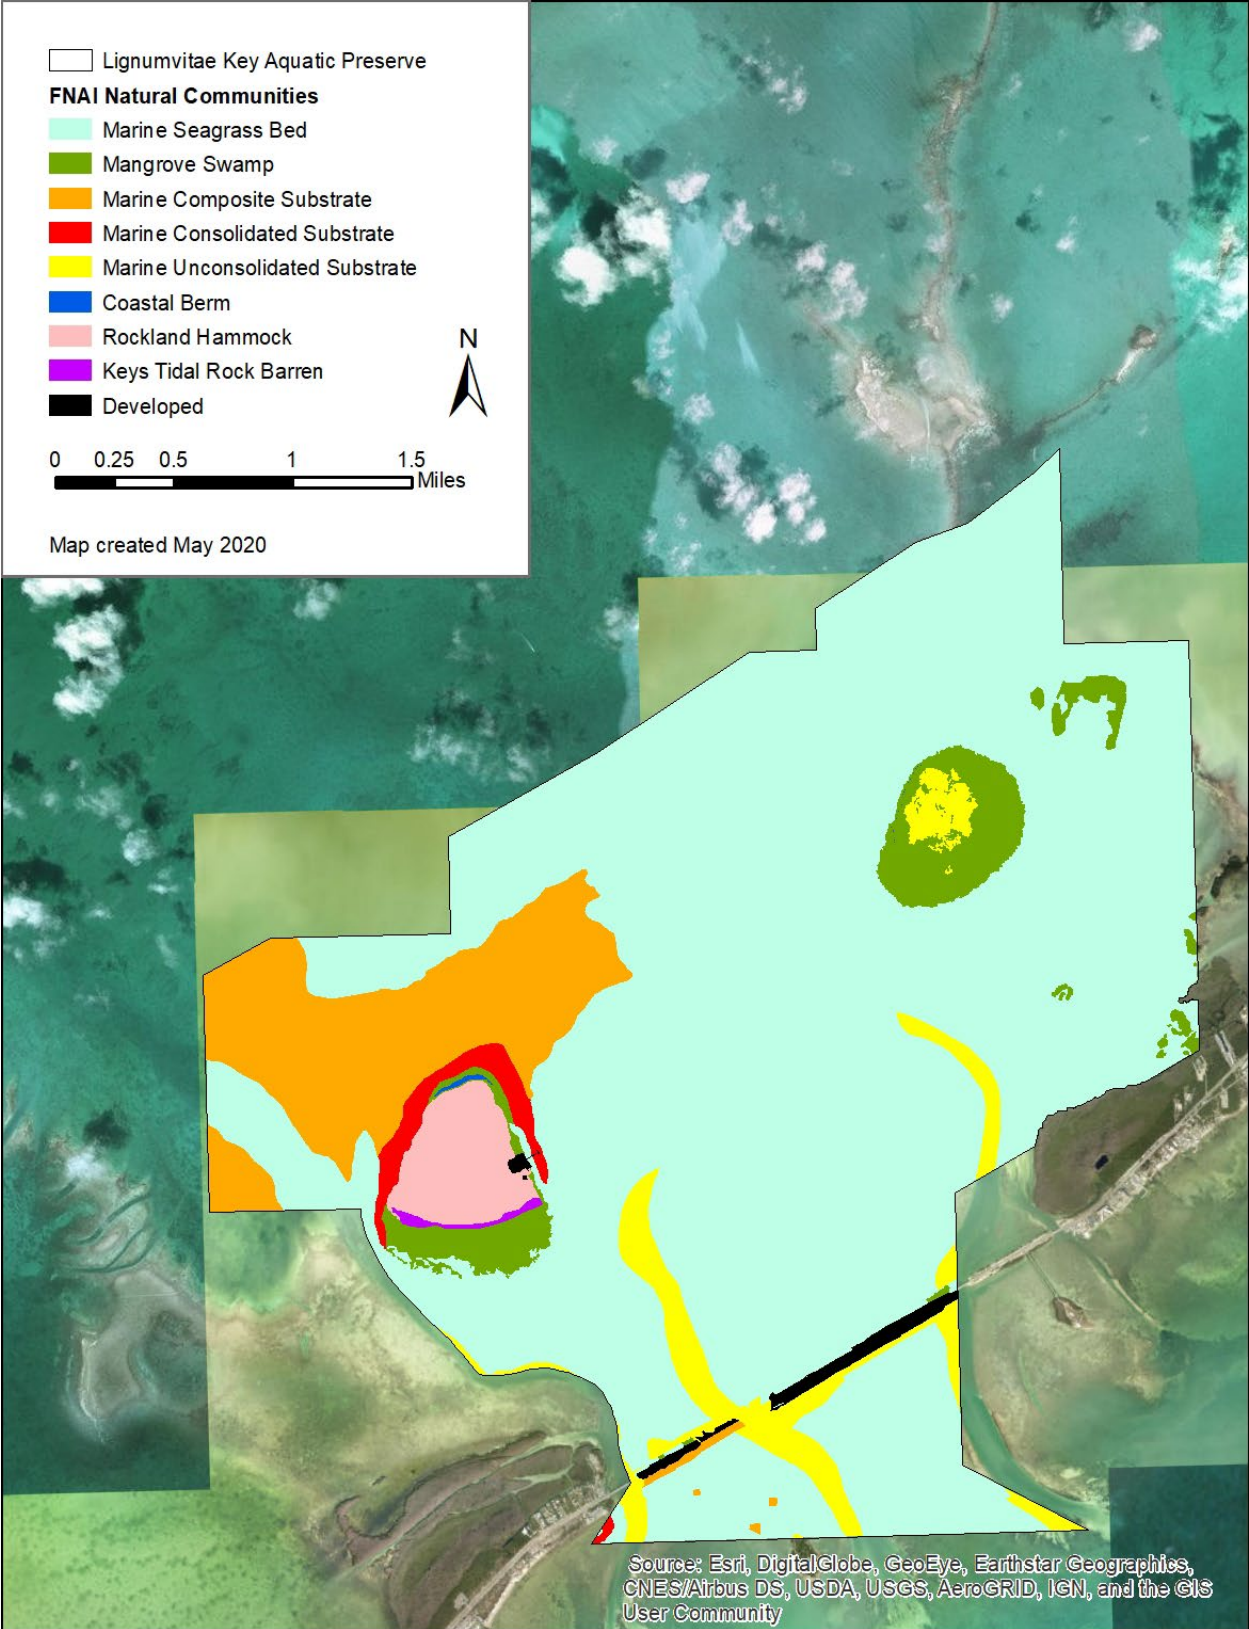 Lignumvitae Key Aquatic Preserve
FNAI Natural Communities
Marine Seagrass Bed
Mangrove Swamp
Marine Composite Substrate
Marine Consolidated Substrate
Marine Unconsolidated Substrate
Coastal Berm
Rockland Hammock
Keys Tidal Rock Barren
Developed
N
0 0.25 0.5 1 1.5
Miles
Map created May 2020
Source: Esri, DigitalGlobe, GeoEye, Earthstar Geographics,
CNES/Airbus DS, USDA, USGS, AeroGRID, IGN, and the GIS
User Community